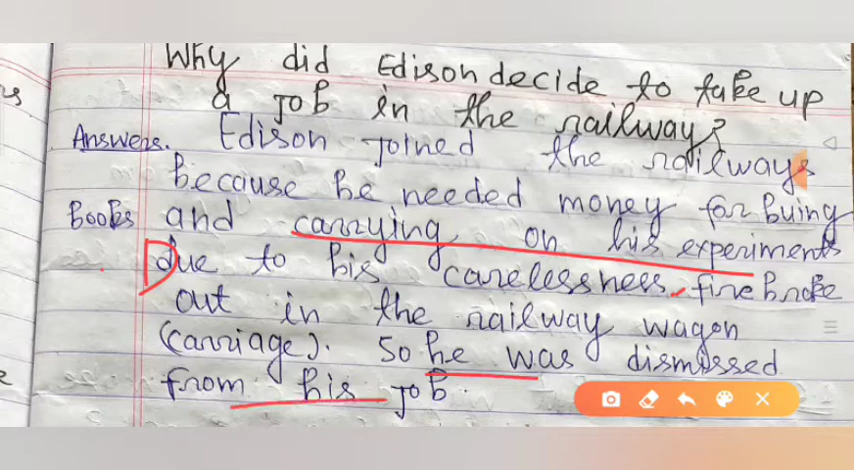 Why did Edison decide to take up
a job in the railway?
Answers. Edison joined the railways
because he needed money for buing
Books and carrying on his experiments
Due to his carelessness fire broke
out in the railway wagon
(carriage). So he was dismissed
from his job.